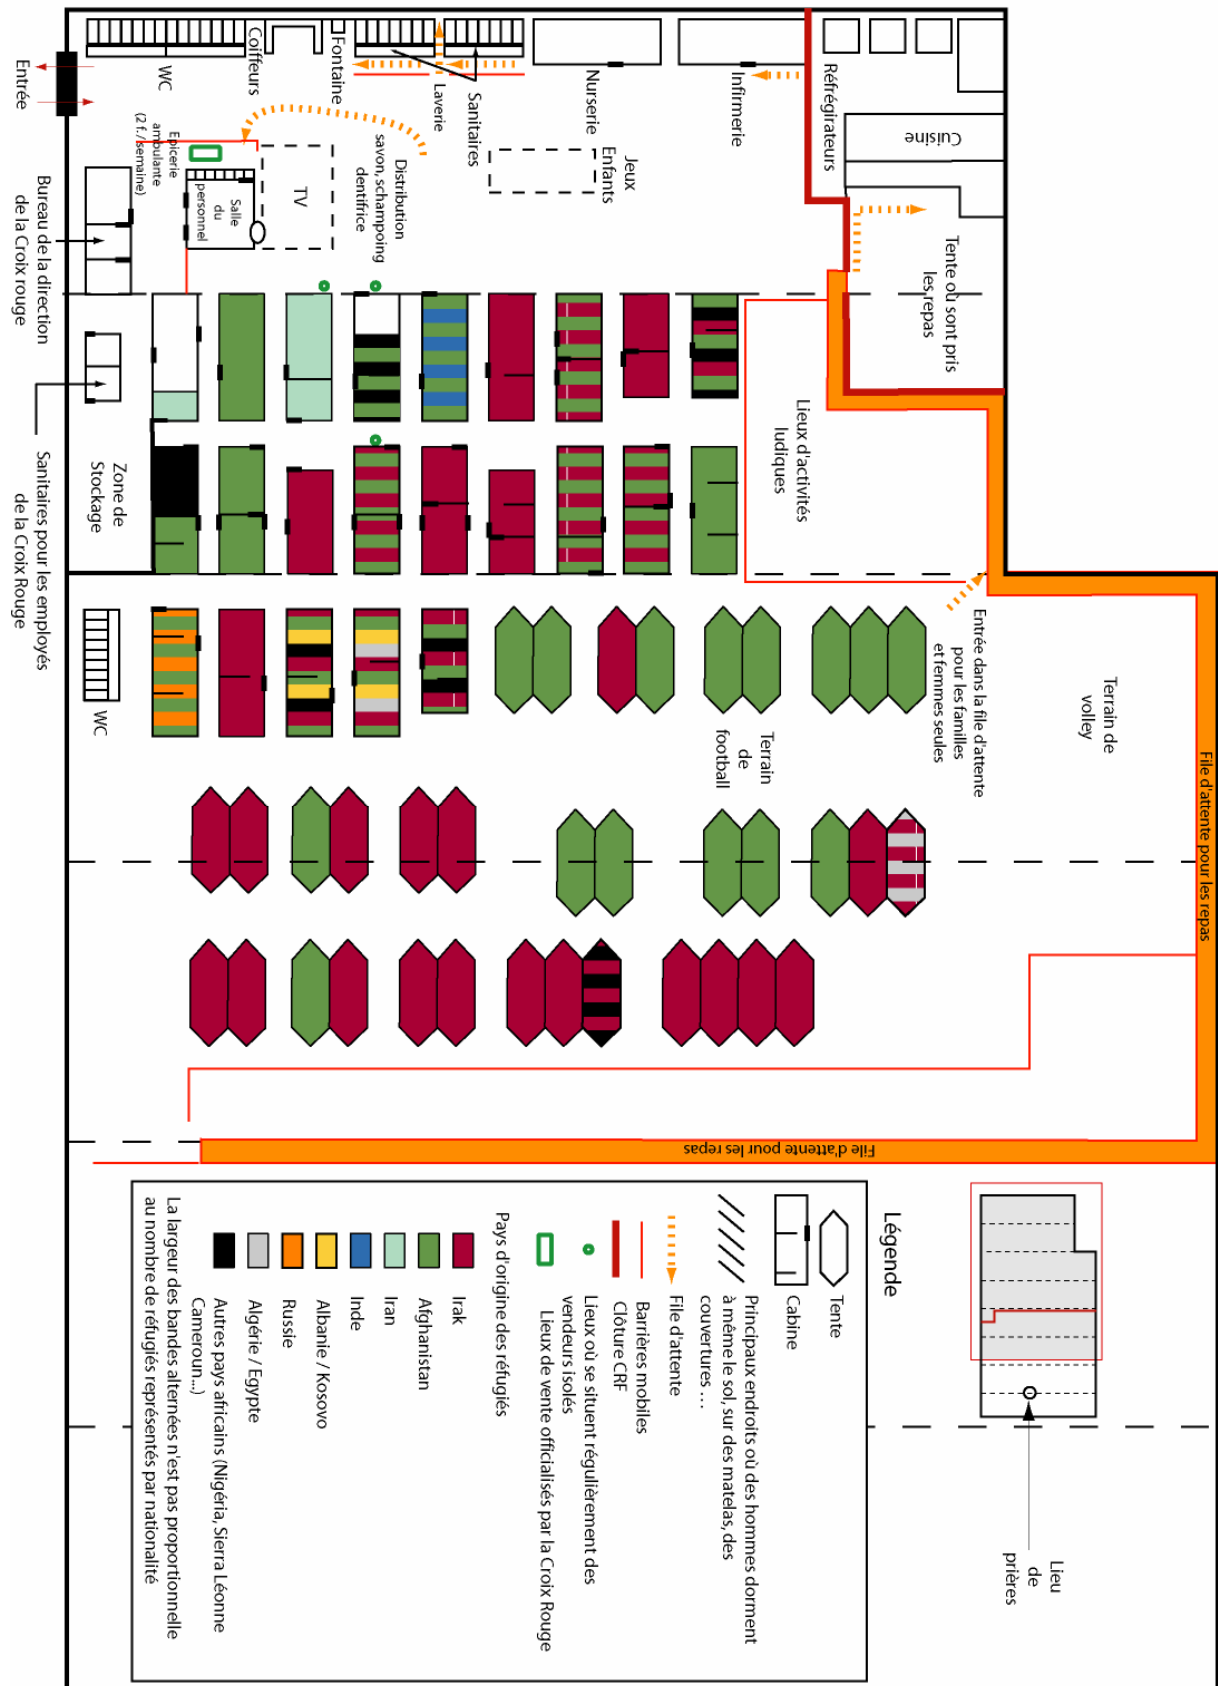 Entrée
WC
Coiffeurs
Fontaine
Laverie
Sanitaires
Nurserie
Infirmerie
Réfrigirateurs
Cuisine
Epicerie
ambulante
(2 f./semaine)
Salle
du
personnel
TV
Distribution
savon, schampoing
dentifrice
Jeux
Enfants
Tente où sont pris
les repas
Bureau de la direction
de la Croix rouge
Lieux d'activités
ludiques
Zone de
Stockage
Sanitaires pour les employés
de la Croix Rouge
WC
Entrée dans la file d'attente
pour les familles
et femmes seules
Terrain de
volley
Terrain
de
football
File d'attente pour les repas
File d'attente pour les repas
Légende
Tente
Cabine
Principaux endroits où des hommes dorment
à même le sol, sur des matelas, des
couvertures ...
File d'attente
Barrières mobiles
Clôture CRF
Lieux où se situent régulièrement des
vendeurs isolés
Lieux de vente officialisés par la Croix Rouge
Pays d'origine des réfugiés
Irak
Afghanistan
Iran
Inde
Albanie / Kosovo
Russie
Algérie / Egypte
Autres pays africains (Nigéria, Sierra Léonne
Cameroun...)
La largeur des bandes alternées n'est pas proportionnelle
au nombre de réfugiés représentés par nationalité
Lieu
de
prières